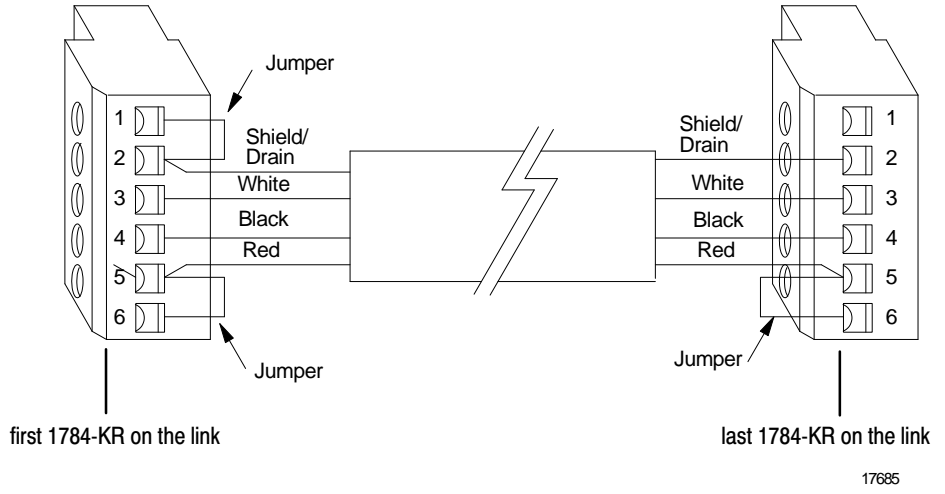 Jumper
1
2
3
4
5
6
Shield/
Drain
White
Black
Red
Jumper
Shield/
Drain
White
Black
Red
Jumper
1
2
3
4
5
6
first 1784-KR on the link
last 1784-KR on the link
17685